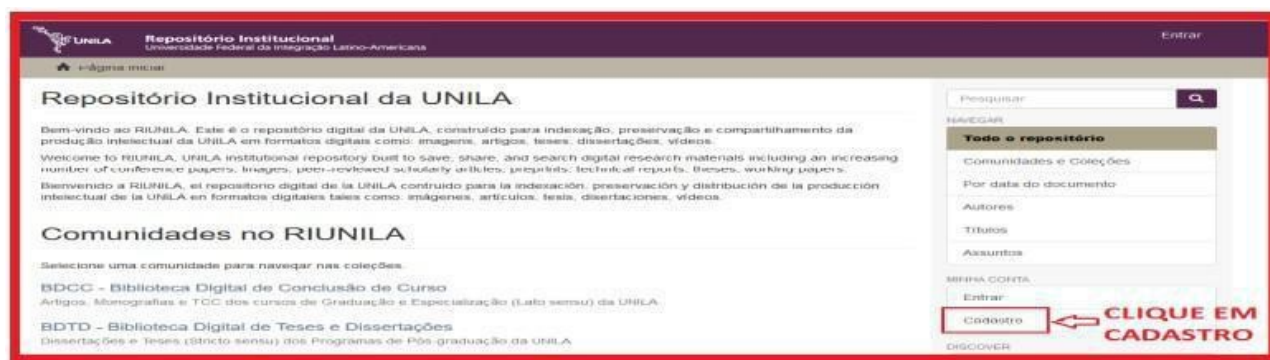 UNILA
Repositório Institucional
Universidade Federal da Integração Latino-Americana
Entrar
Página inicial
Repositório Institucional da UNILA
Bem-vindo ao RIUNILA. Este é o repositório digital da UNILA, construído para indexação, preservação e compartilhamento da
produção intelectual da UNILA em formatos digitais como: imagens, artigos, teses, dissertações, vídeos.
Welcome to RIUNILA, UNILA institutional repository built to save, share, and search digital research materials including an increasing
number of conference papers, images, peer-reviewed scholarly articles, preprints, technical reports, theses, working papers.
Bienvenido a RIUNILA, el repositorio digital de la UNILA contruido para la indexación, preservación y distribución de la producción
intelectual de la UNILA en formatos digitales tales como: imágenes, artículos, tesis, disertaciones, vídeos.
Comunidades no RIUNILA
Selecione uma comunidade para navegar nas coleções.
BDCC - Biblioteca Digital de Conclusão de Curso
Artigos, Monografias e TCC dos cursos de Graduação e Especialização (Lato sensu) da UNILA
BDTD - Biblioteca Digital de Teses e Dissertações
Dissertações e Teses (Stricto sensu) dos Programas de Pós-graduação da UNILA
Pesquisar
NAVEGAR
Todo o repositório
Comunidades e Coleções
Por data do documento
Autores
Títulos
Assuntos
MINHA CONTA
Entrar
Cadastro
CLIQUE EM
CADASTRO
DISCOVER